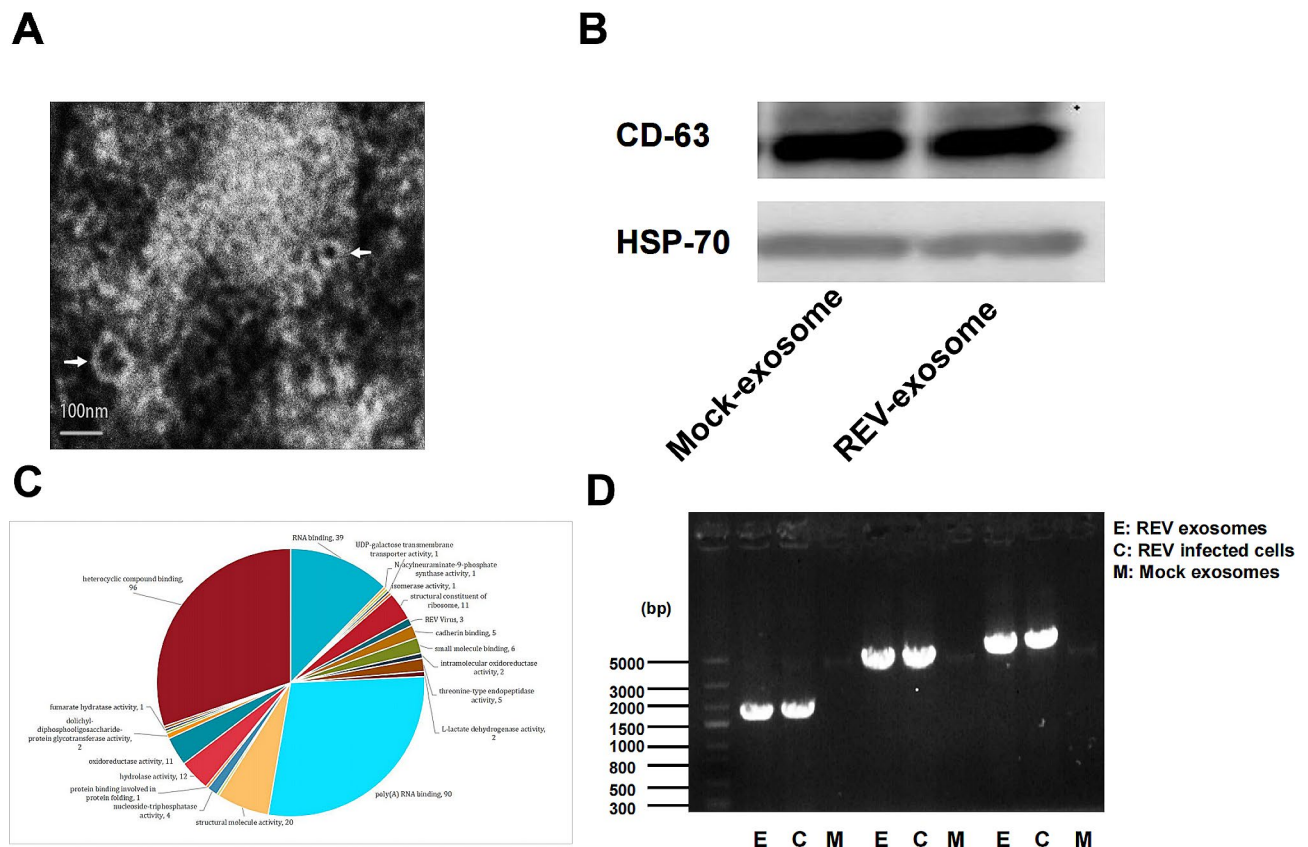 A
B
100nm
CD-63
HSP-70
Mock-exosome
REV-exosome
C
RNA binding, 39
UDP-galactose transmembrane
transporter activity, 1
N-acylneuraminate-9-phosphate
synthase activity, 1
isomerase activity, 1
structural constituent of
ribosome, 11
REV Virus, 3
cadherin binding, 5
small molecule binding, 6
intramolecular oxidoreductase
activity, 2
threonine-type endopeptidase
activity, 5
L-lactate dehydrogenase activity,
2
poly(A) RNA binding, 90
structural molecule activity, 20
nucleoside-triphosphatase
activity, 4
protein binding involved in
protein folding, 1
hydrolase activity, 12
oxidoreductase activity, 11
dolichyl-
diphosphooligosaccharide-
protein glycotransferase activity,
2
fumarate hydratase activity, 1
heterocyclic compound binding,
96
D
E: REV exosomes
C: REV infected cells
M: Mock exosomes
(bp)
5000
3000
2000
1500
1000
800
500
300
E C M E C M E C M